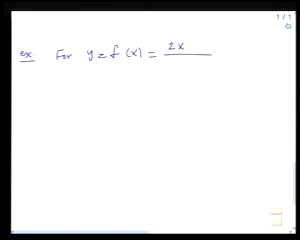 1 / 1
ex. For y = f (x) = 2x/